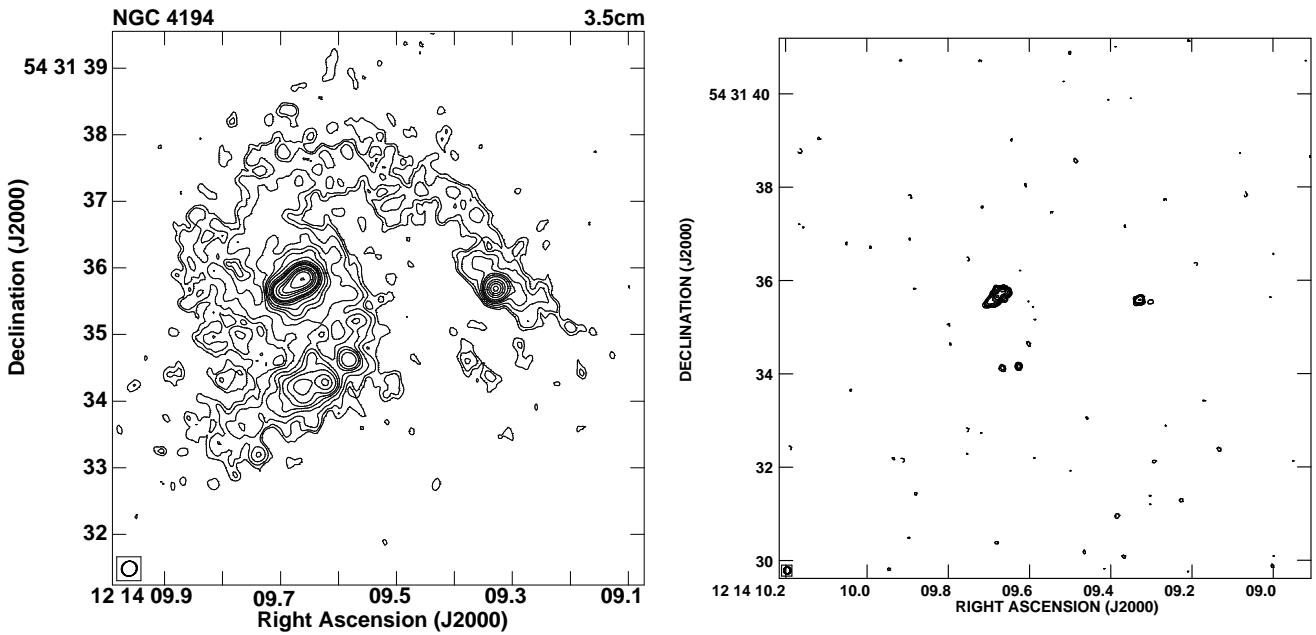 NGC 4194 3.5cm
54 31 39
38
37
36
35
34
33
32
Declination (J2000)
12 14 09.9 09.7 09.5 09.3 09.1
Right Ascension (J2000)
54 31 40
38
36
34
32
30
DECLINATION (J2000)
12 14 10.2 10.0 09.8 09.6 09.4 09.2 09.0
RIGHT ASCENSION (J2000)